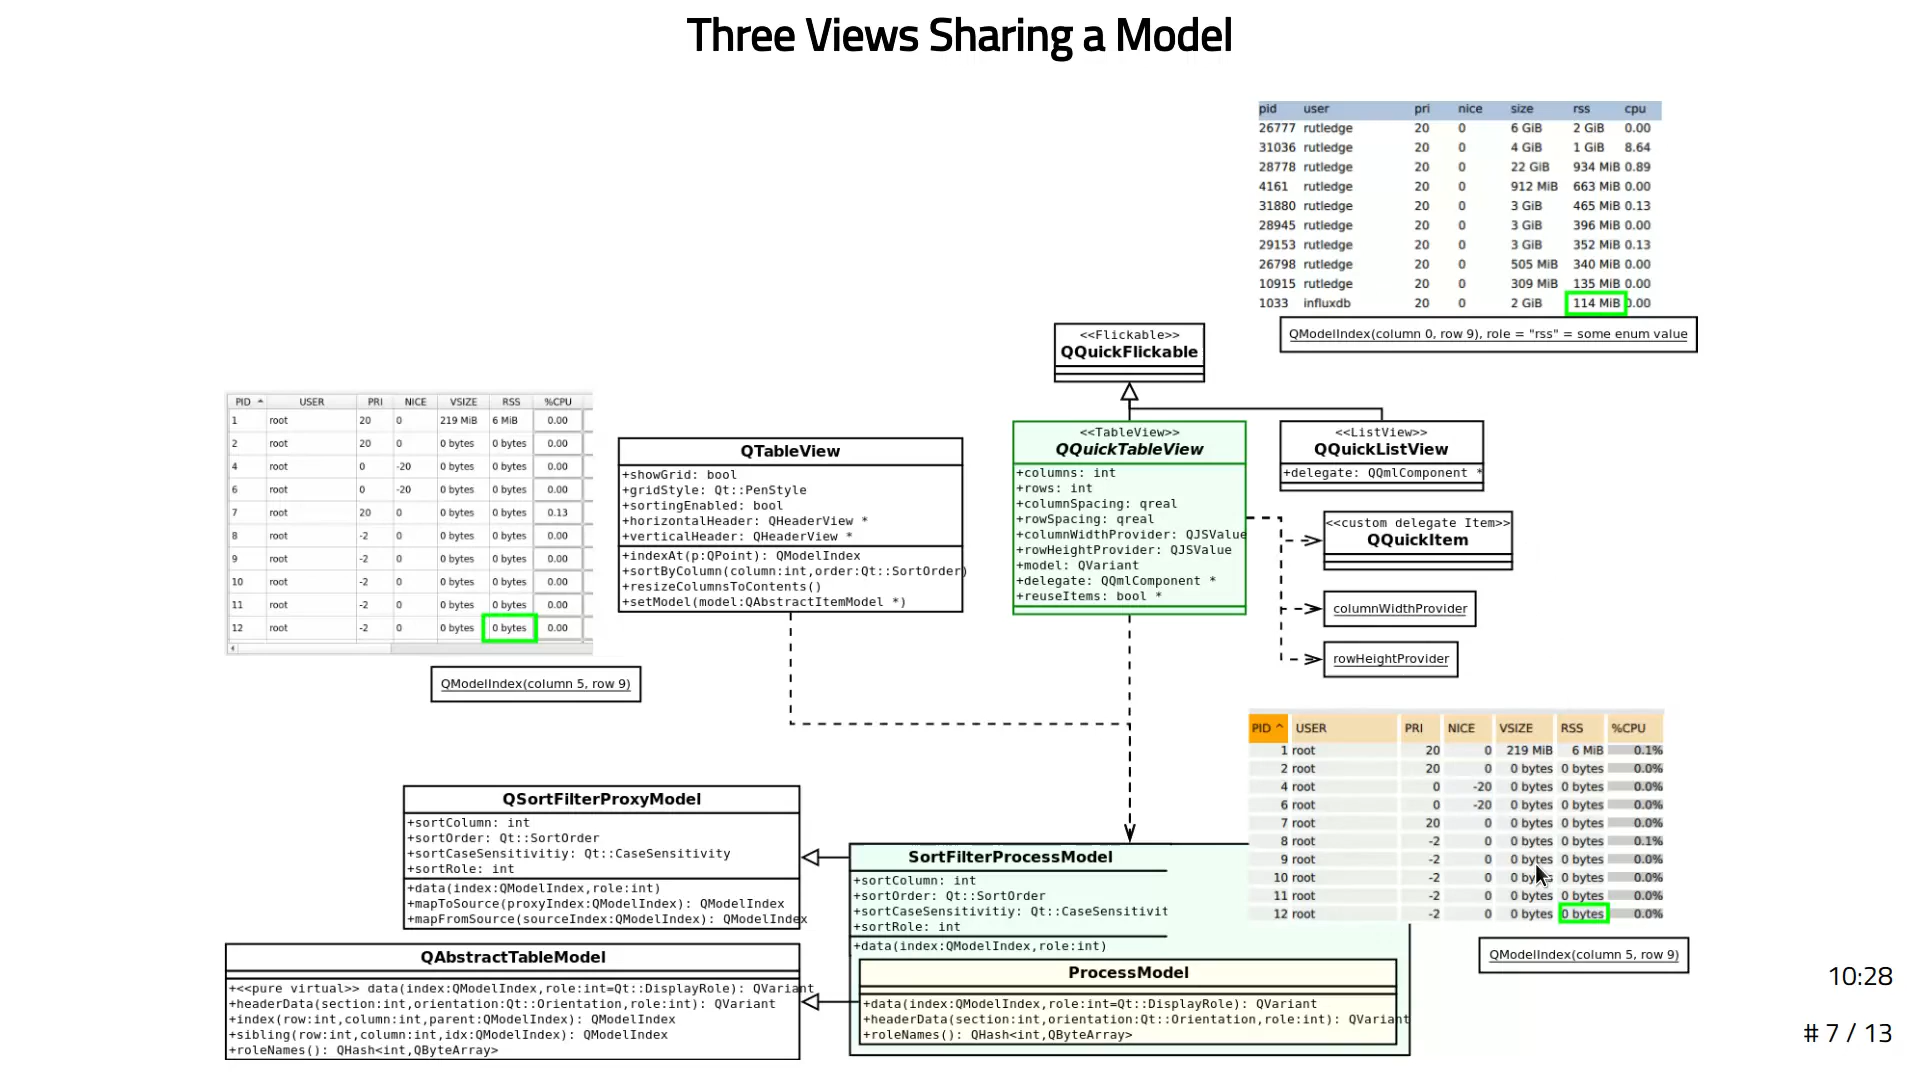 Three Views Sharing a Model
pid user pri nice size rss cpu
26777 rutledge 20 0 6 GiB 2 GiB 0.00
31036 rutledge 20 0 4 GiB 1 GiB 8.64
28778 rutledge 20 0 22 GiB 934 MiB 0.89
4161 rutledge 20 0 912 MiB 663 MiB 0.00
31880 rutledge 20 0 3 GiB 465 MiB 0.13
28945 rutledge 20 0 3 GiB 396 MiB 0.00
29153 rutledge 20 0 3 GiB 352 MiB 0.13
26798 rutledge 20 0 505 MiB 340 MiB 0.00
10915 rutledge 20 0 309 MiB 135 MiB 0.00
1033 influxdb 20 0 2 GiB 114 MiB 0.00
QModelIndex(column 0, row 9), role = "rss" = some enum value
<<Flickable>>
QQuickFlickable
PID USER PRI NICE VSIZE RSS %CPU
1 root 20 0 219 MiB 6 MiB 0.00
2 root 20 0 0 bytes 0 bytes 0.00
4 root 0 -20 0 bytes 0 bytes 0.00
6 root 0 -20 0 bytes 0 bytes 0.00
7 root 20 0 0 bytes 0 bytes 0.13
8 root -2 0 0 bytes 0 bytes 0.00
9 root -2 0 0 bytes 0 bytes 0.00
10 root -2 0 0 bytes 0 bytes 0.00
11 root -2 0 0 bytes 0 bytes 0.00
12 root -2 0 0 bytes 0 bytes 0.00
QModelIndex(column 5, row 9)
QTableView
+showGrid: bool
+gridStyle: Qt::PenStyle
+sortingEnabled: bool
+horizontalHeader: QHeaderView *
+verticalHeader: QHeaderView *
+indexAt(p:QPoint): QModelIndex
+sortByColumn(column:int,order:Qt::SortOrder)
+resizeColumnsToContents()
+setModel(model:QAbstractItemModel *)
<<TableView>>
QQuickTableView
+columns: int
+rows: int
+columnSpacing: qreal
+rowSpacing: qreal
+columnWidthProvider: QJSValue
+rowHeightProvider: QJSValue
+model: QVariant
+delegate: QQmlComponent *
+reuseItems: bool *
<<ListView>>
QQuickListView
+delegate: QQmlComponent *
<<custom delegate Item>>
QQuickItem
columnWidthProvider
rowHeightProvider
PID ^ USER PRI NICE VSIZE RSS %CPU
1 root 20 0 219 MiB 6 MiB 0.1%
2 root 20 0 0 bytes 0 bytes 0.0%
4 root 0 -20 0 bytes 0 bytes 0.0%
6 root 0 -20 0 bytes 0 bytes 0.0%
7 root 20 0 0 bytes 0 bytes 0.0%
8 root -2 0 0 bytes 0 bytes 0.1%
9 root -2 0 0 bytes 0 bytes 0.0%
10 root -2 0 0 bytes 0 bytes 0.0%
11 root -2 0 0 bytes 0 bytes 0.0%
12 root -2 0 0 bytes 0 bytes 0.0%
QModelIndex(column 5, row 9)
QSortFilterProxyModel
+sortColumn: int
+sortOrder: Qt::SortOrder
+sortCaseSensitivitiy: Qt::CaseSensitivity
+sortRole: int
+data(index:QModelIndex,role:int)
+mapToSource(proxyIndex:QModelIndex): QModelIndex
+mapFromSource(sourceIndex:QModelIndex): QModelIndex
SortFilterProcessModel
+sortColumn: int
+sortOrder: Qt::SortOrder
+sortCaseSensitivitiy: Qt::CaseSensitivit
+sortRole: int
+data(index:QModelIndex,role:int)
QAbstractTableModel
+<<pure virtual>> data(index:QModelIndex,role:int=Qt::DisplayRole): QVariant
+headerData(section:int,orientation:Qt::Orientation,role:int): QVariant
+index(row:int,column:int,parent:QModelIndex): QModelIndex
+sibling(row:int,column:int,idx:QModelIndex): QModelIndex
+roleNames(): QHash<int,QByteArray>
ProcessModel
+data(index:QModelIndex,role:int=Qt::DisplayRole): QVariant
+headerData(section:int,orientation:Qt::Orientation,role:int): QVariant
+roleNames(): QHash<int,QByteArray>
10:28
# 7 / 13